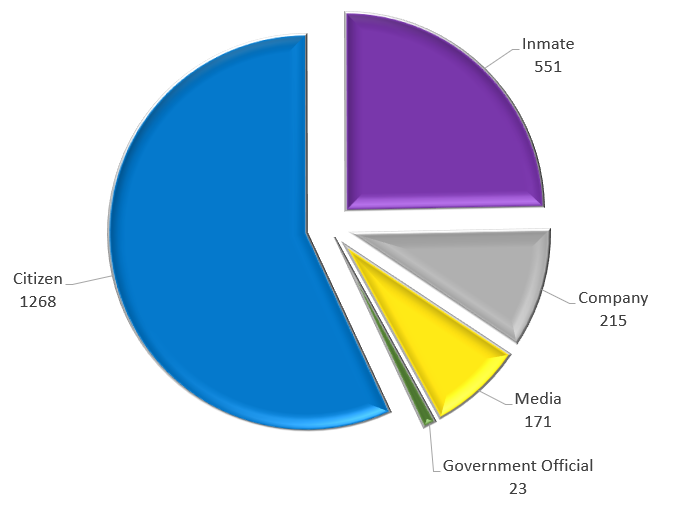 Inmate
551
Citizen
1268
Company
215
Media
171
Government Official
23